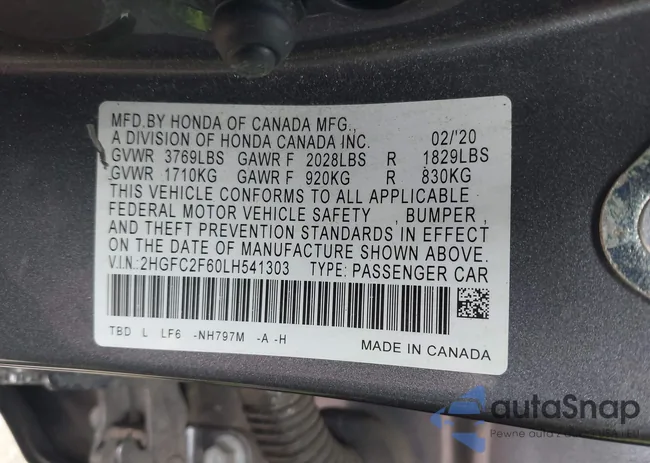 MFD.BY HONDA OF CANADA MFG.,
A DIVISION OF HONDA CANADA INC. 02/'20
GVWR 3769LBS GAWR F 2028LBS R 1829LBS
GVWR 1710KG GAWR F 920KG R 830KG
THIS VEHICLE CONFORMS TO ALL APPLICABLE
FEDERAL MOTOR VEHICLE SAFETY , BUMPER ,
AND THEFT PREVENTION STANDARDS IN EFFECT
ON THE DATE OF MANUFACTURE SHOWN ABOVE.
V.I.N.:2HGFC2F60LH541303 TYPE: PASSENGER CAR
TBD L LF6 -NH797M -A -H
MADE IN CANADA
autoSnap
Pewne auta z